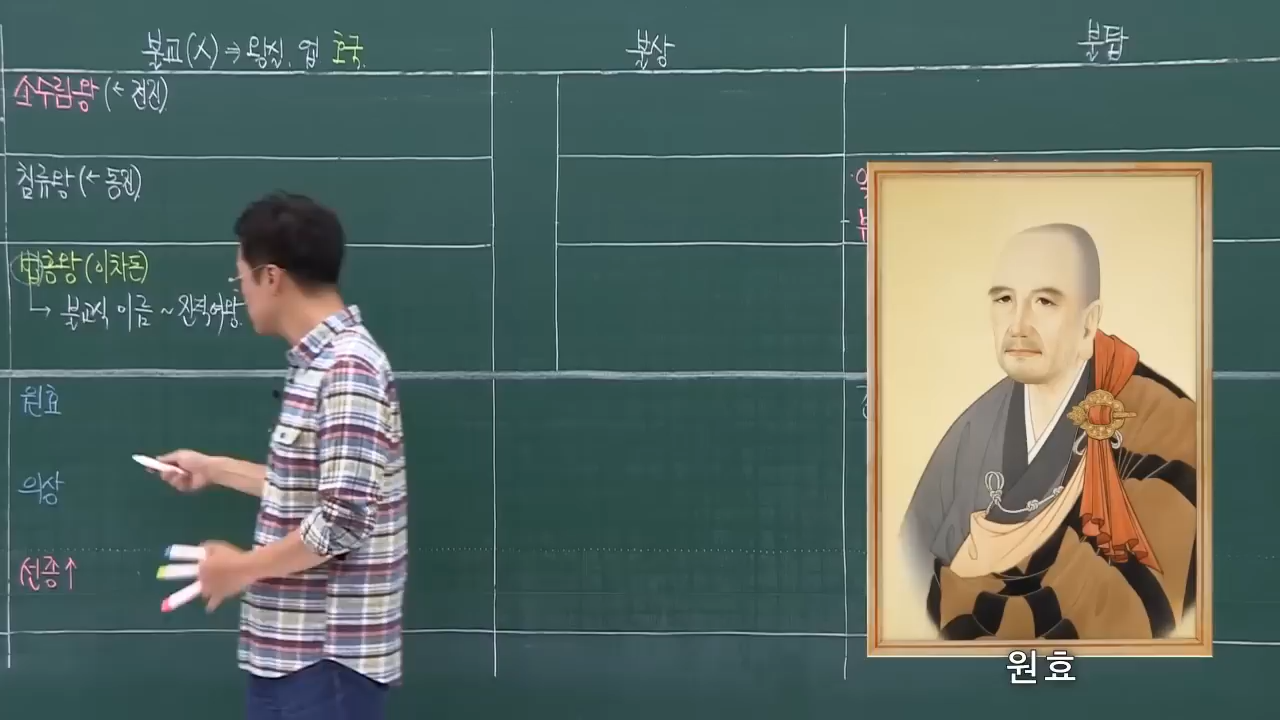 불교(人) ⇒ 왕실. 업 호국.
불상
불탑
소수림왕 (← 전진)
침류왕 (← 동진)
법흥왕 (이차돈)
↳ 불교식 이름 ~ 진덕여왕.
원효
의상
선종↑
원효